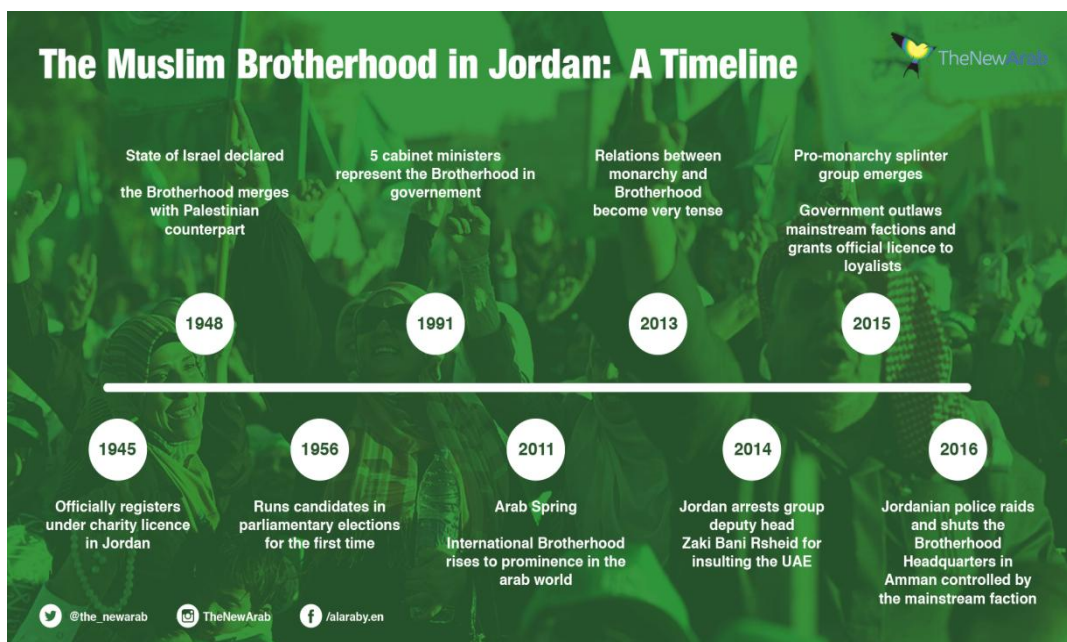 The Muslim Brotherhood in Jordan: A Timeline
TheNewArab
State of Israel declared
the Brotherhood merges
with Palestinian
counterpart
1948
5 cabinet ministers
represent the Brotherhood in
governement
1991
Relations between
monarchy and
Brotherhood
become very tense
2013
Pro-monarchy splinter
group emerges
Government outlaws
mainstream factions and
grants official licence to
loyalists
2015
1945
Officially registers
under charity licence
in Jordan
1956
Runs candidates in
parliamentary elections
for the first time
2011
Arab Spring
International Brotherhood
rises to prominence in the
arab world
2014
Jordan arrests group
deputy head
Zaki Bani Rsheid for
insulting the UAE
2016
Jordanian police raids
and shuts the
Brotherhood
Headquarters in
Amman controlled by
the mainstream faction
@the_newarab
TheNewArab
/alaraby.en